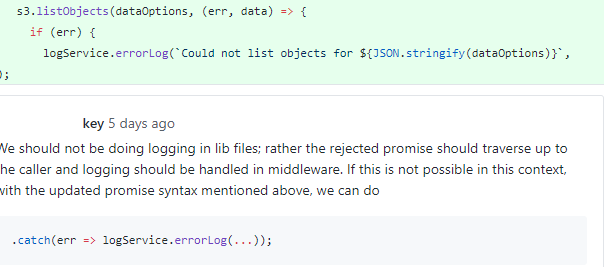 s3.listObjects(dataOptions, (err, data) => {
if (err) {
logService.errorLog(`Could not list objects for ${JSON.stringify(dataOptions)}`,
);
key 5 days ago
We should not be doing logging in lib files; rather the rejected promise should traverse up to
the caller and logging should be handled in middleware. If this is not possible in this context,
with the updated promise syntax mentioned above, we can do
.catch(err => logService.errorLog(...));